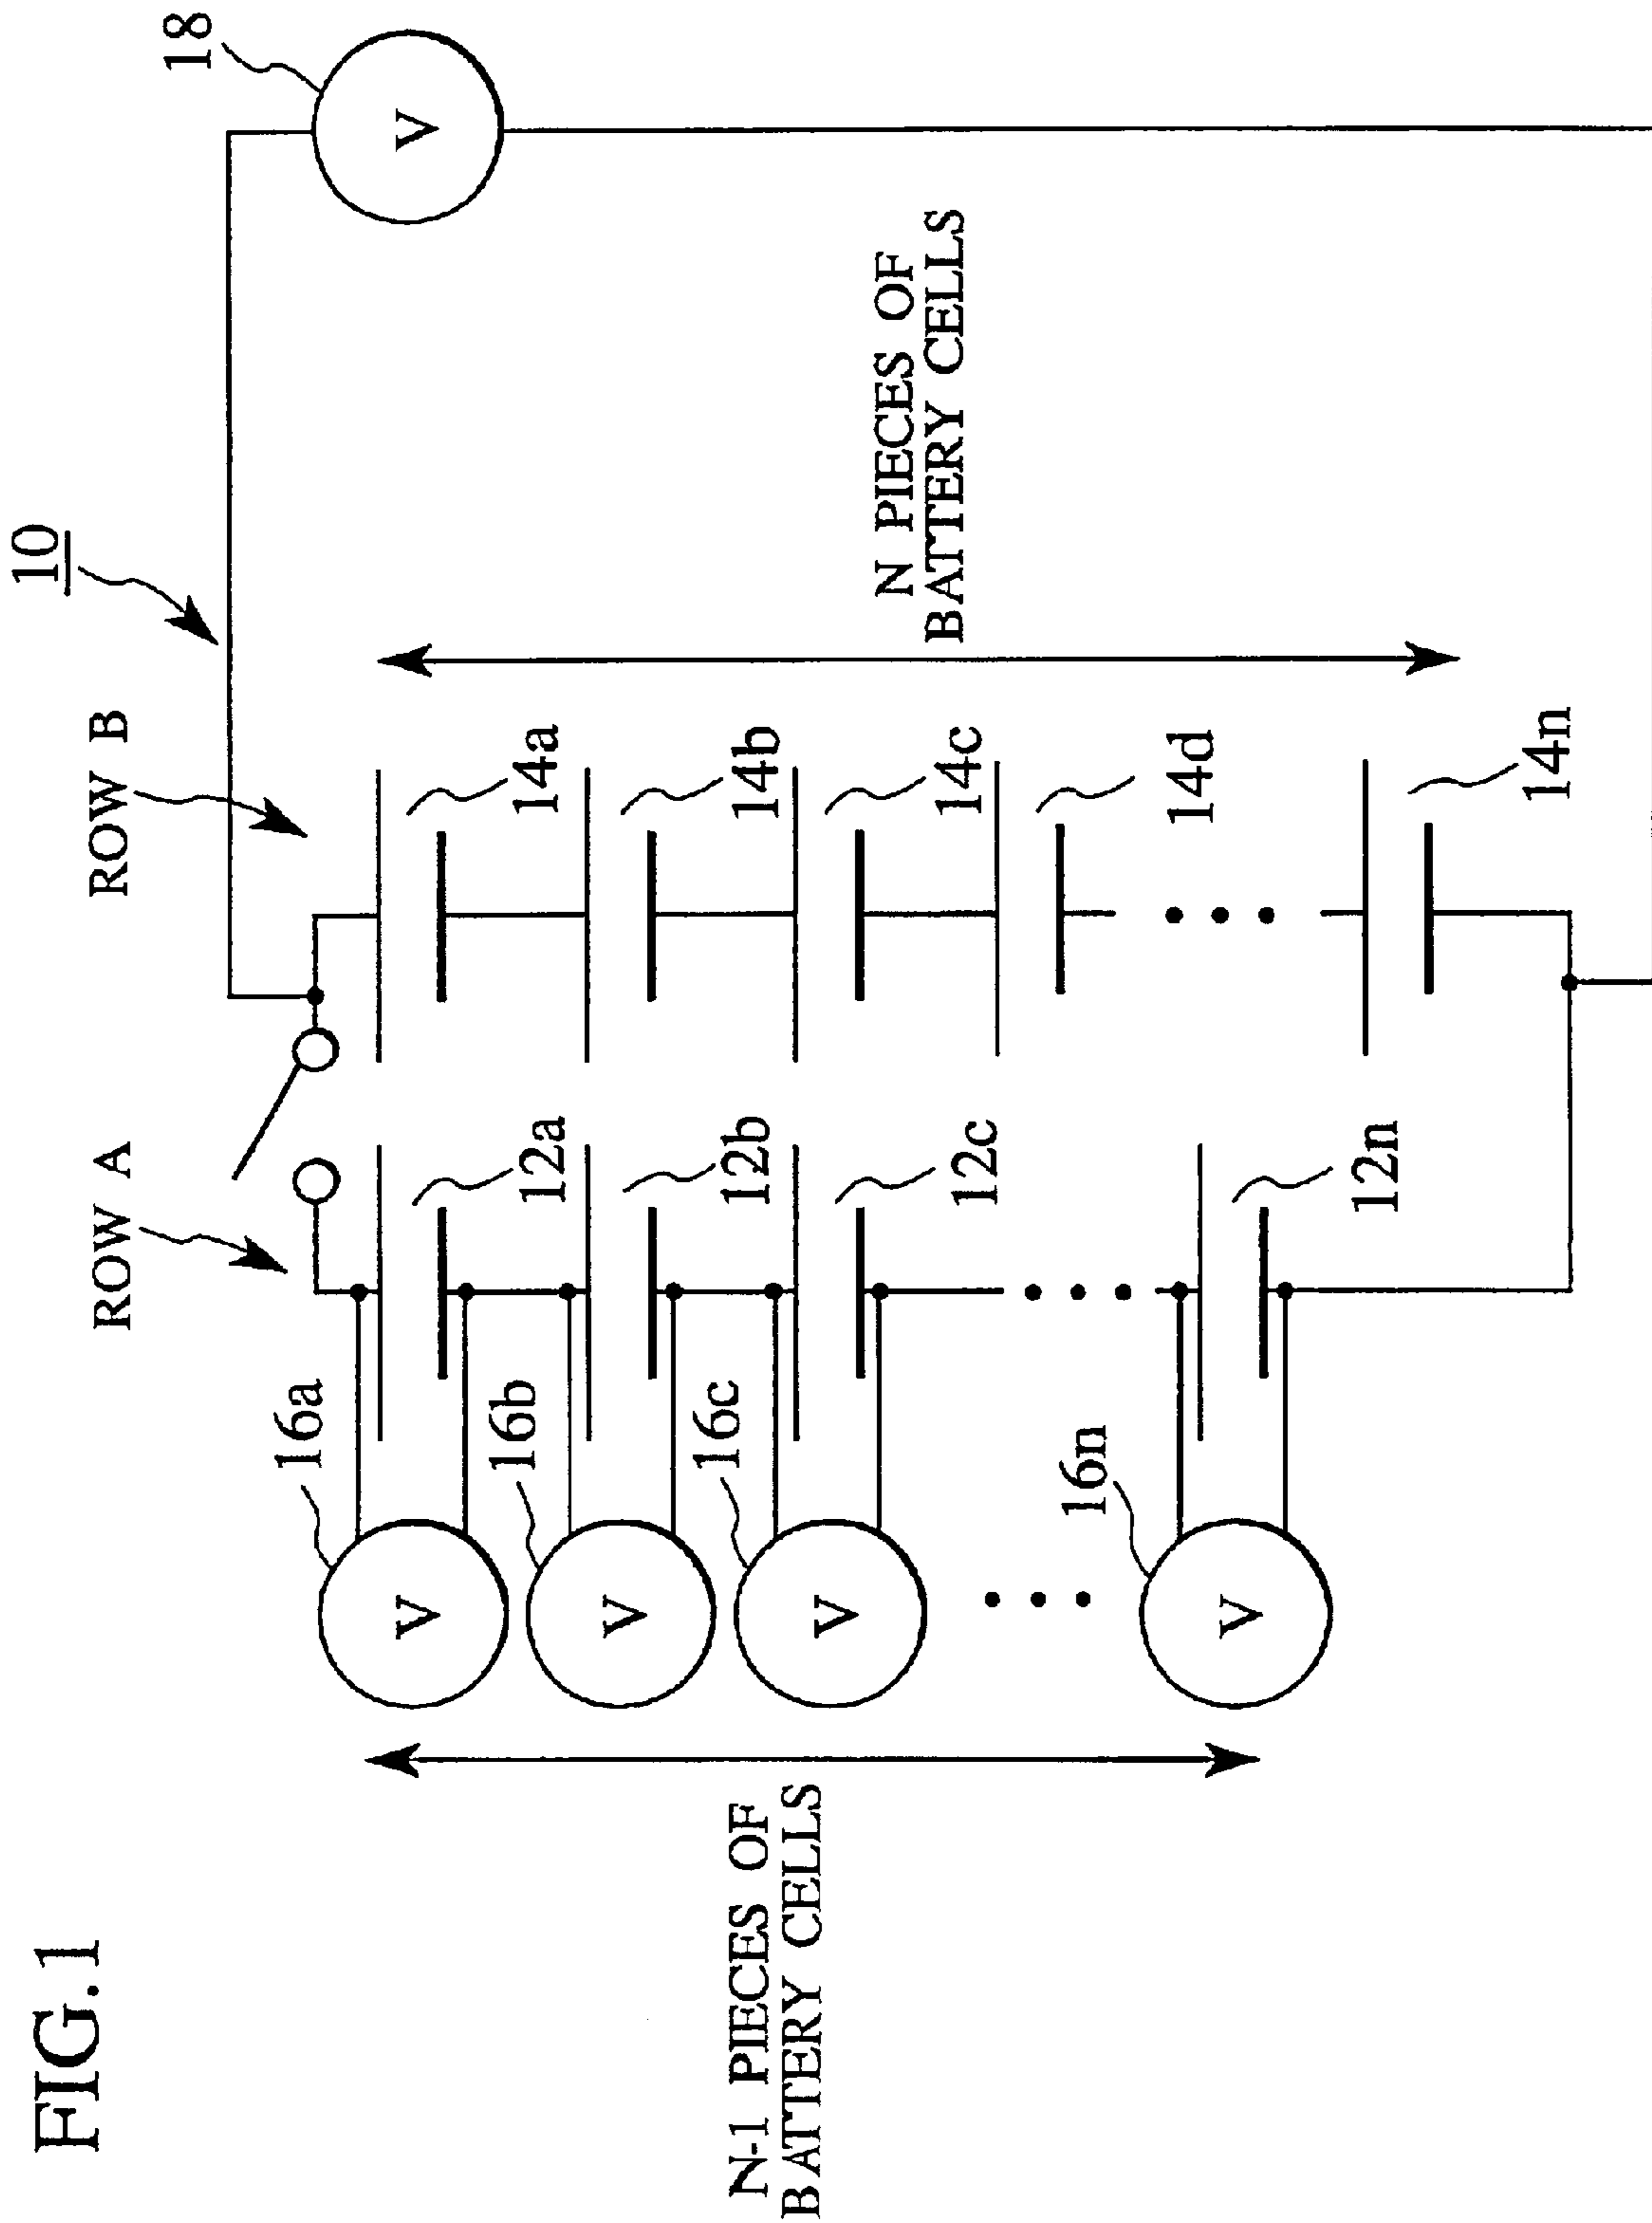 FIG.1
10
18
ROW A
ROW B
16a
12a
14a
16b
12b
14b
16c
12c
14c
14d
16n
12n
14n
V
V
V
V
V
N-1 PIECES OF
BATTERY CELLS
N PIECES OF
BATTERY CELLS